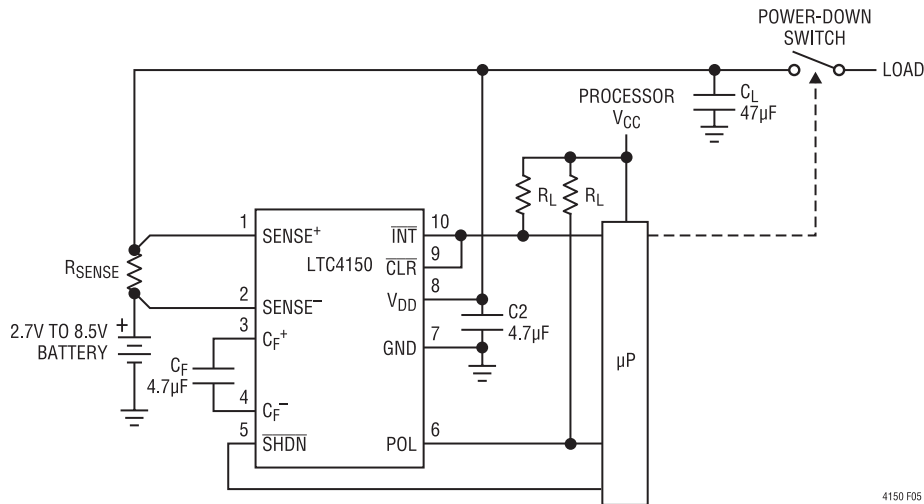 POWER-DOWN
SWITCH
LOAD
PROCESSOR
VCC
CL
47µF
RL
RL
1
SENSE+
INT
10
LTC4150
9
CLR
RSENSE
8
VDD
2
SENSE−
C2
4.7µF
2.7V TO 8.5V
BATTERY
+
3
CF+
7
GND
µP
CF
4.7µF
4
CF−
5
SHDN
POL
6
4150 F05